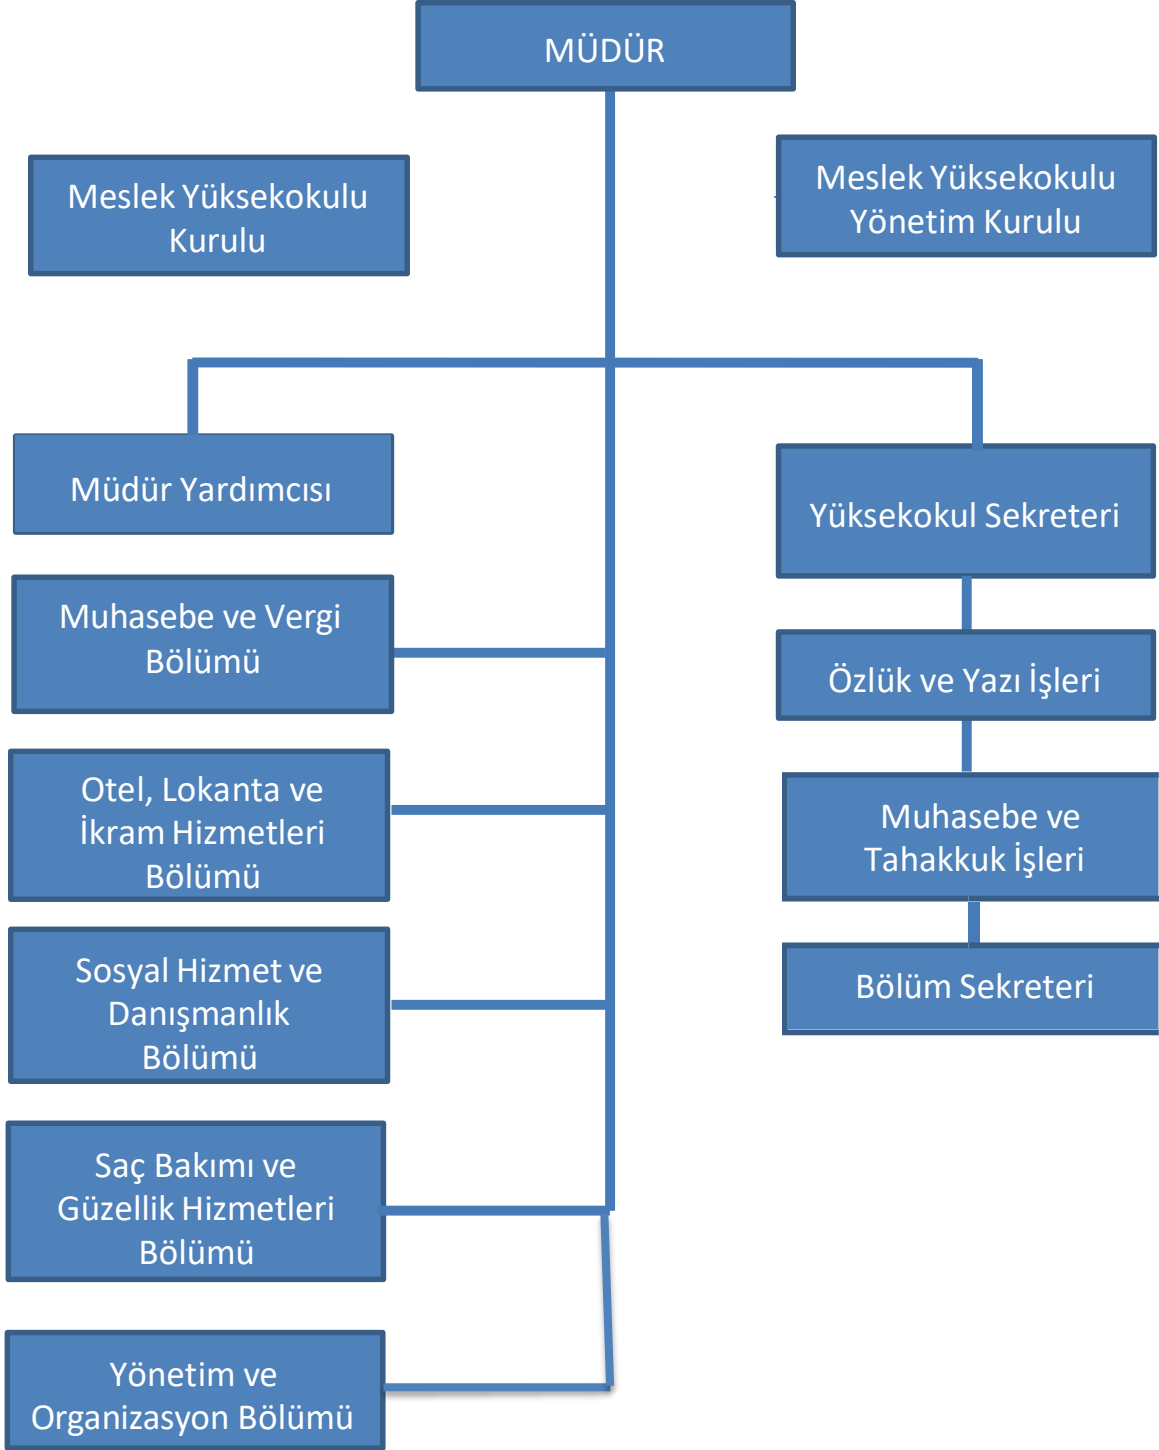 MÜDÜR
Meslek Yüksekokulu
Kurulu
Meslek Yüksekokulu
Yönetim Kurulu
Müdür Yardımcısı
Yüksekokul Sekreteri
Muhasebe ve Vergi
Bölümü
Özlük ve Yazı İşleri
Otel, Lokanta ve
İkram Hizmetleri
Bölümü
Muhasebe ve
Tahakkuk İşleri
Sosyal Hizmet ve
Danışmanlık
Bölümü
Bölüm Sekreteri
Saç Bakımı ve
Güzellik Hizmetleri
Bölümü
Yönetim ve
Organizasyon Bölümü